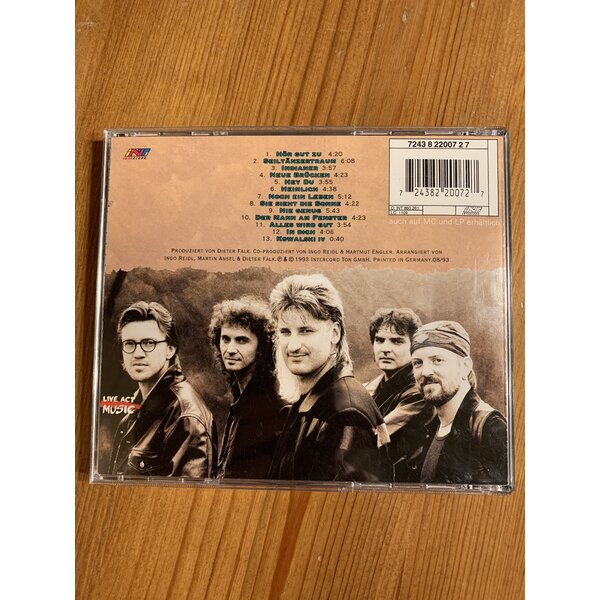 7243 8 22007 2 7
1. Hör gut zu 4:20
2. Seiltänzertraum 6:08
3. Indianer 3:57
4. Neue Brücken 4:23
5. Hey Du 3:55
6. Heimlich 4:38
7. Noch ein Leben 5:12
8. Sie sieht die Sonne 4:22
9. Nie genug 5:43
10. Der Mann am Fenster 4:23
11. Alles wird gut 3:54
12. In Dich 4:06
13. Kowalski IV 0:40
7 24382 20072 7
auch auf MC und LP erhältlich
Produziert von Dieter Falk. Co-produziert von Ingo Reidl & Hartmut Engler. Arrangiert von
Ingo Reidl, Martin Ansel & Dieter Falk. ℗ & © 1993 Intercord Ton GmbH. Printed in Germany. 08/93
LIVE ACT
MUSIC